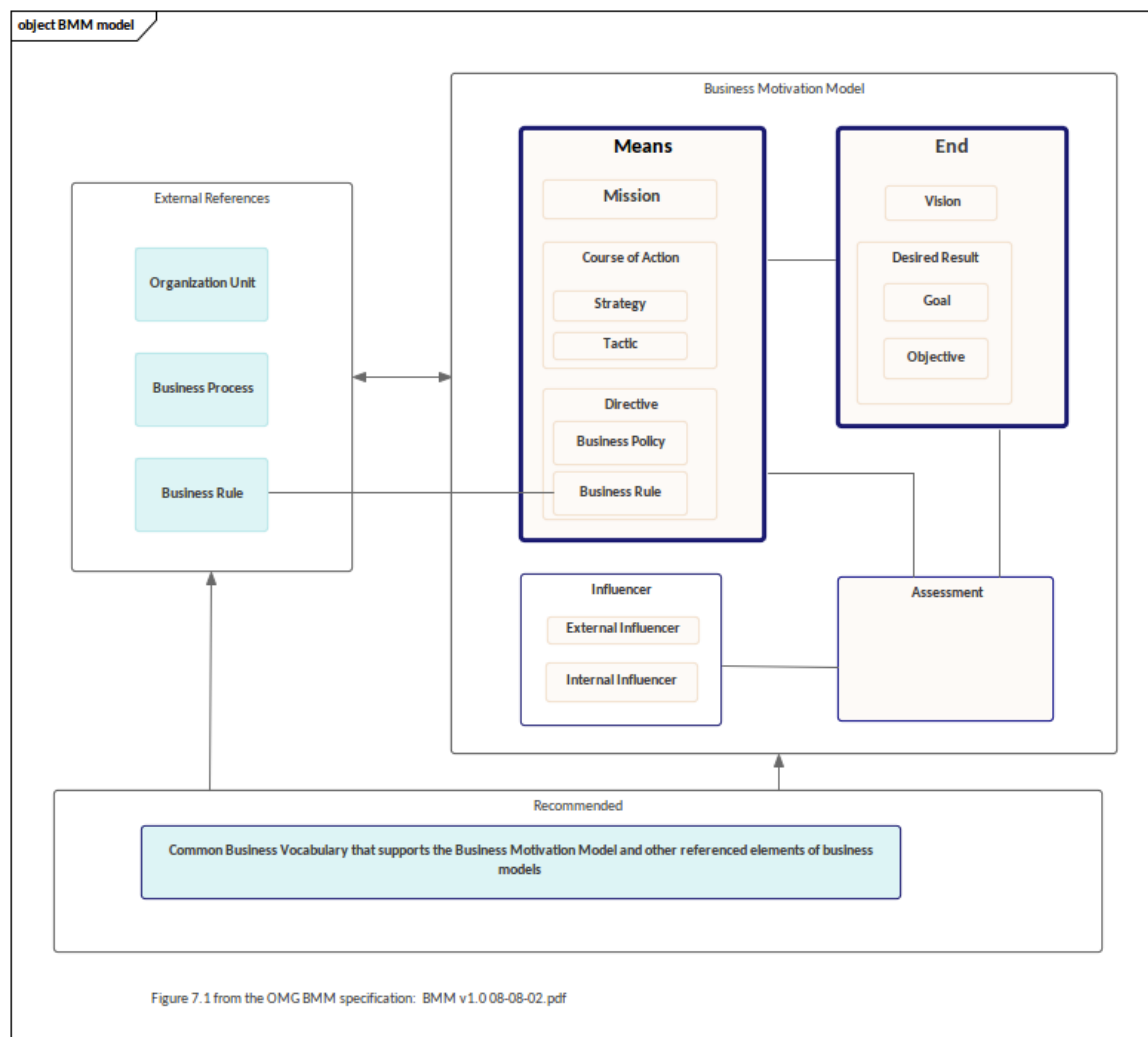 object BMM model
Business Motivation Model
Means
Mission
Course of Action
Strategy
Tactic
Directive
Business Policy
Business Rule
End
Vision
Desired Result
Goal
Objective
External References
Organization Unit
Business Process
Business Rule
Influencer
External Influencer
Internal Influencer
Assessment
Recommended
Common Business Vocabulary that supports the Business Motivation Model and other referenced elements of business
models
Figure 7.1 from the OMG BMM specification: BMM v1.0 08-08-02.pdf